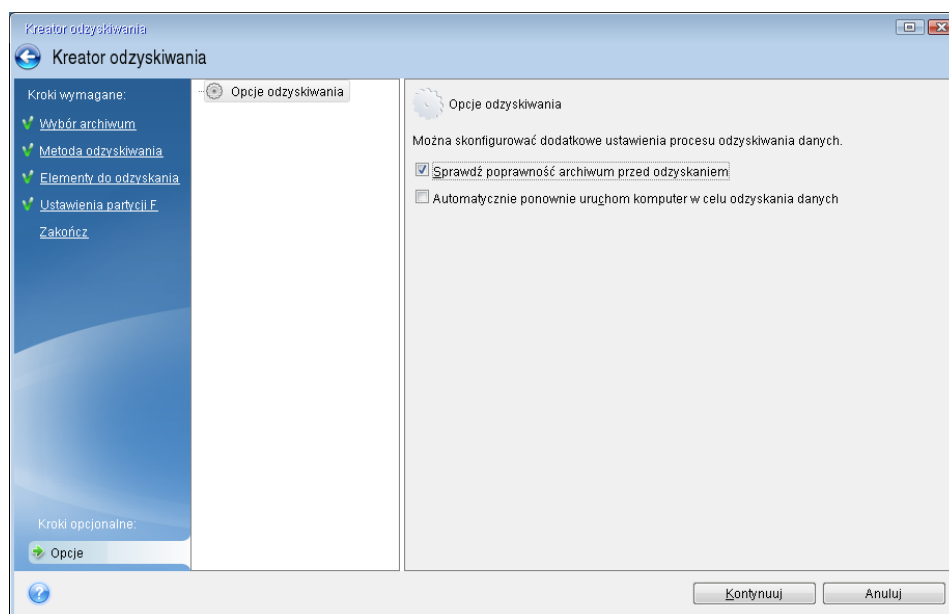 Kreator odzyskiwania
Kreator odzyskiwania
Kroki wymagane:
Wybór archiwum
Metoda odzyskiwania
Elementy do odzyskania
Ustawienia partycji F
Zakończ
Kroki opcjonalne:
Opcje
Opcje odzyskiwania
Opcje odzyskiwania
Można skonfigurować dodatkowe ustawienia procesu odzyskiwania danych.
Sprawdź poprawność archiwum przed odzyskaniem
Automatycznie ponownie uruchom komputer w celu odzyskania danych
Kontynuuj
Anuluj